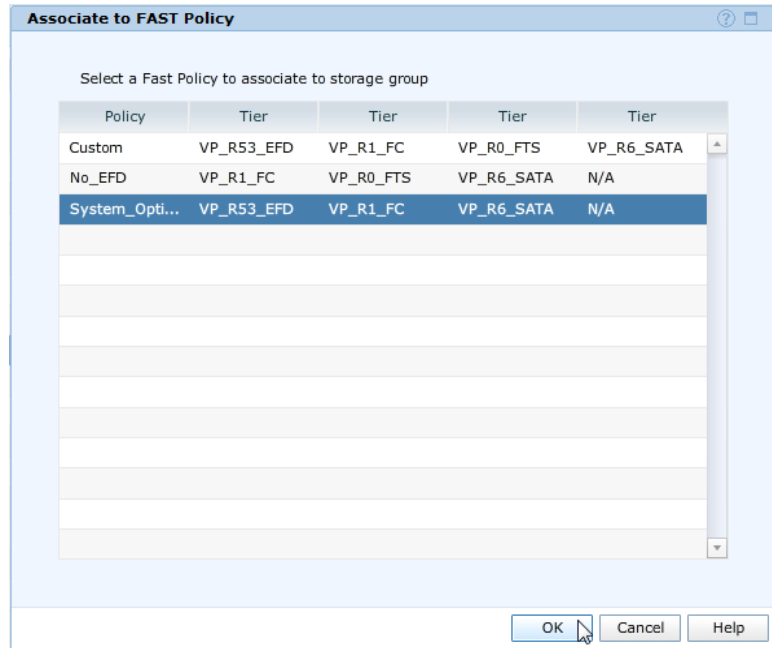 Associate to FAST Policy
Select a Fast Policy to associate to storage group
Policy Tier Tier Tier Tier
Custom VP_R53_EFD VP_R1_FC VP_R0_FTS VP_R6_SATA
No_EFD VP_R1_FC VP_R0_FTS VP_R6_SATA N/A
System_Opti... VP_R53_EFD VP_R1_FC VP_R6_SATA N/A
OK Cancel Help